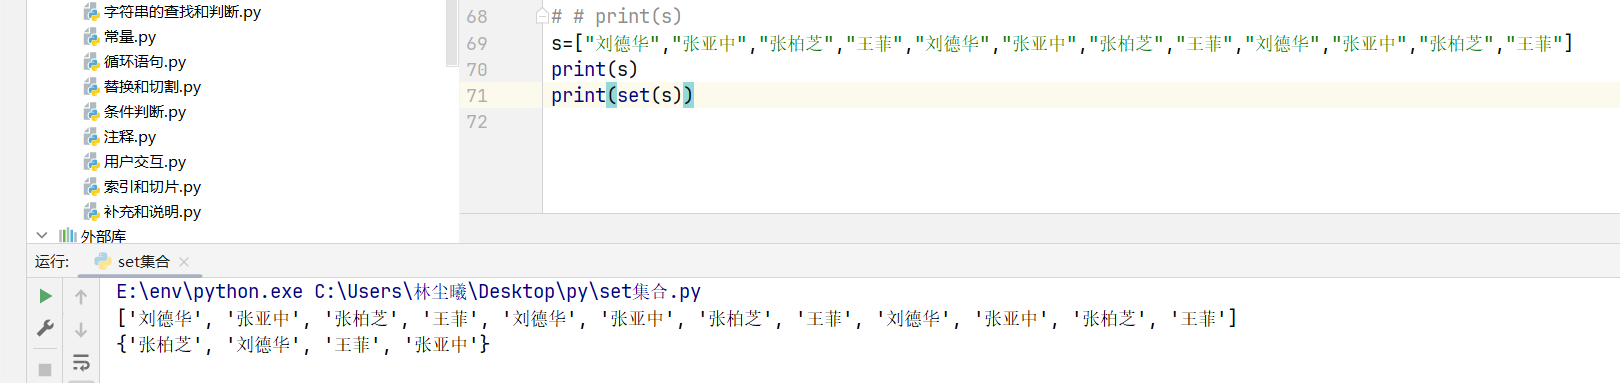 字符串的查找和判断.py
常量.py
循环语句.py
替换和切割.py
条件判断.py
注释.py
用户交互.py
索引和切片.py
补充和说明.py
外部库
68 # # print(s)
69 s=["刘德华","张亚中","张柏芝","王菲","刘德华","张亚中","张柏芝","王菲","刘德华","张亚中","张柏芝","王菲"]
70 print(s)
71 print(set(s))
72
运行: set集合
E:\env\python.exe C:\Users\林尘曦\Desktop\py\set集合.py
['刘德华', '张亚中', '张柏芝', '王菲', '刘德华', '张亚中', '张柏芝', '王菲', '刘德华', '张亚中', '张柏芝', '王菲']
{'张柏芝', '刘德华', '王菲', '张亚中'}